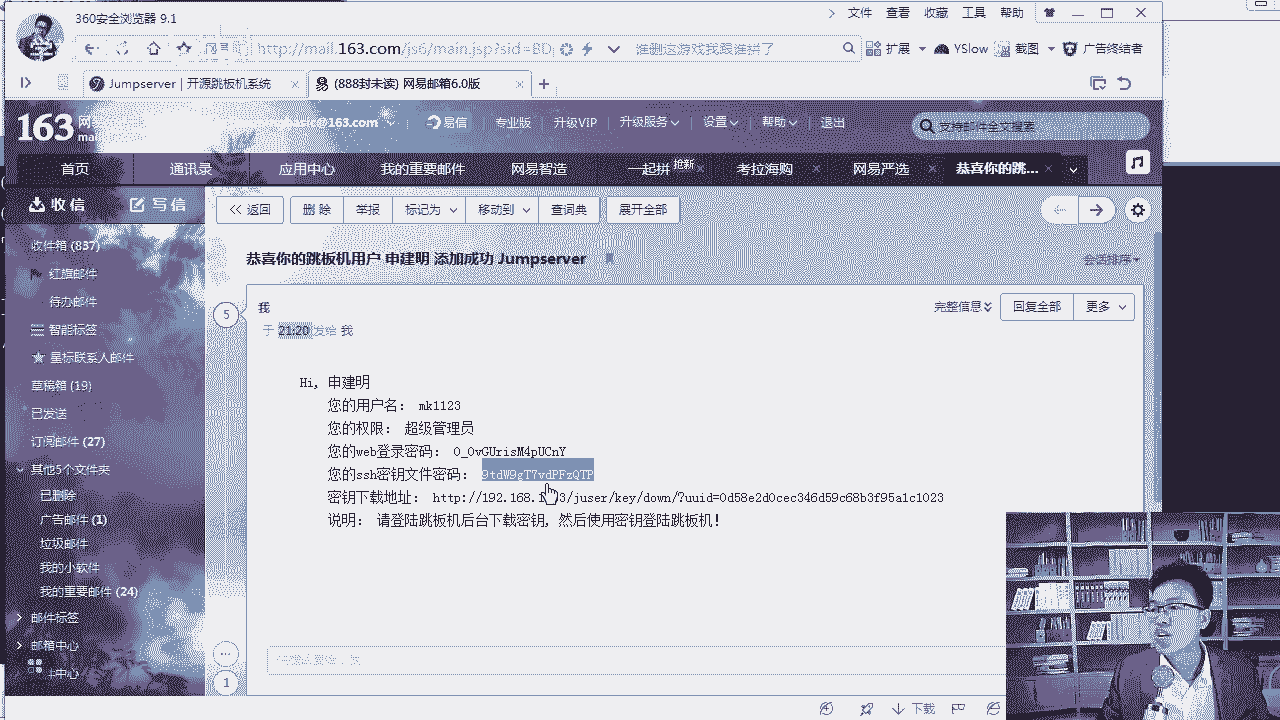 360安全浏览器 9.1
文件 查看 收藏 工具 帮助
http://mail.163.com/js6/main.jsp?sid=BD
谁删这游戏我跟谁拼了
扩展 YSlow 截图 广告终结者
Jumpserver | 开源跳板机系统
(888封未读) 网易邮箱6.0版
163 网
@163.com 易信 专业版 升级VIP 升级服务 设置 帮助 退出
支持邮件全文搜索
首页 通讯录 应用中心 我的重要邮件 网易智造 一起拼 抢新 考拉海购 网易严选 恭喜你的跳...
收信 写信
<< 返回 删除 举报 标记为 移动到 查词典 展开全部
收件箱 (837)
红旗邮件
待办邮件
智能标签
星标联系人邮件
草稿箱 (19)
已发送
订阅邮件 (27)
其他5个文件夹
已删除
广告邮件 (1)
垃圾邮件
我的小软件
我的重要邮件 (24)
邮件标签
邮箱中心
中心
恭喜你的跳板机用户 申建明 添加成功 Jumpserver
会话排序
5
我
完整信息 回复全部 更多
于 21:20 发给 我
Hi, 申建明
您的用户名： mk1123
您的权限： 超级管理员
您的web登录密码： O_OvGUrisM4pUCnY
您的ssh密钥文件密码： 9tdW9gT7vdPFzQTP
密钥下载地址： http://192.168.1.63/juser/key/down/?uuid=0d58e2d0cec346d59c68b3f95a1c1023
说明： 请登陆跳板机后台下载密钥, 然后使用密钥登陆跳板机!
1
下载